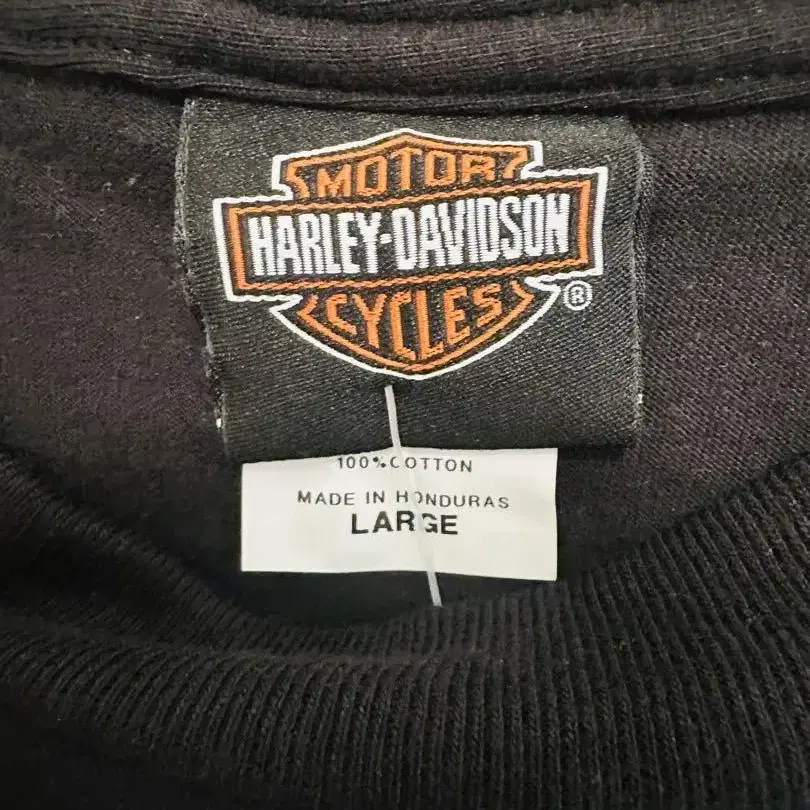 MOTOR
HARLEY-DAVIDSON
CYCLES
®
100% COTTON
MADE IN HONDURAS
LARGE